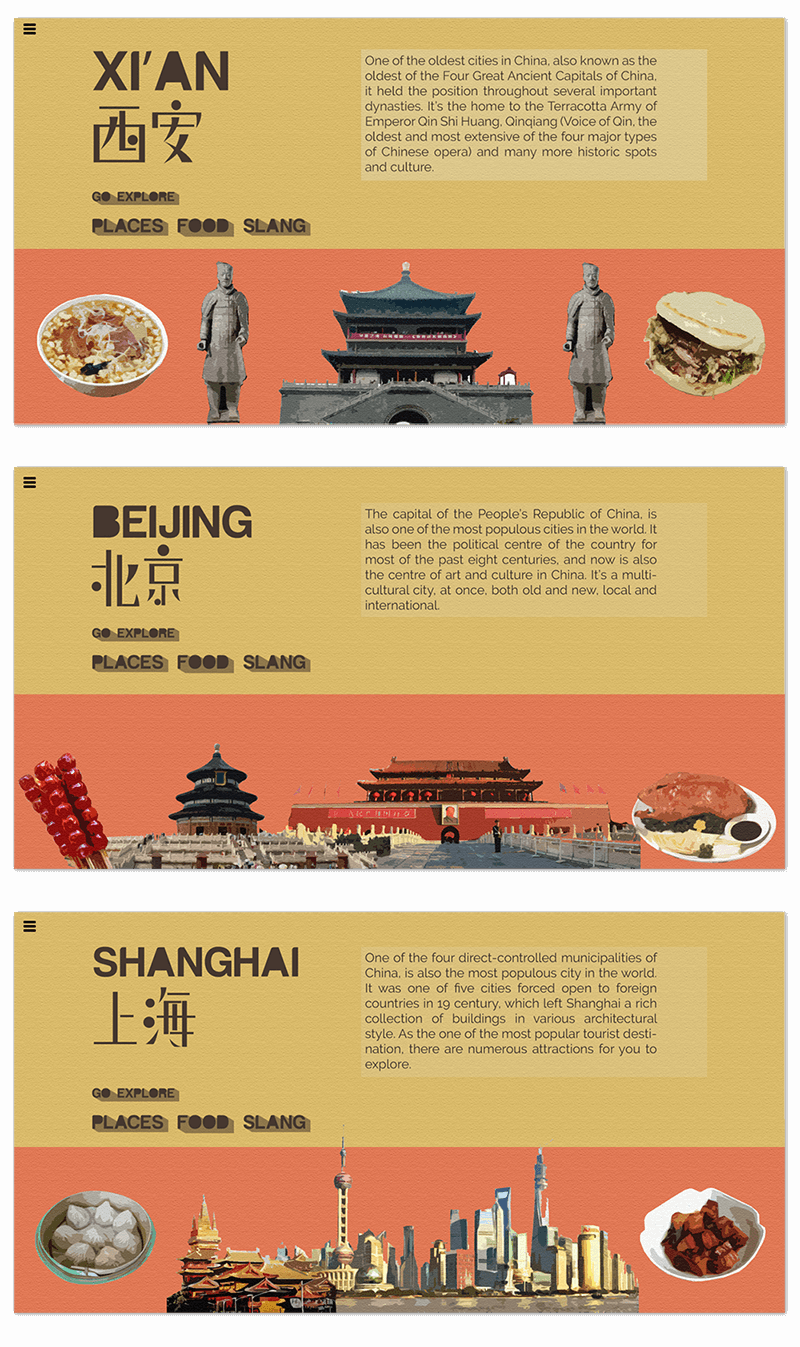 XI'AN
西安
One of the oldest cities in China, also known as the
oldest of the Four Great Ancient Capitals of China,
it held the position throughout several important
dynasties. It's the home to the Terracotta Army of
Emperor Qin Shi Huang, Qinqiang (Voice of Qin, the
oldest and most extensive of the four major types
of Chinese opera) and many more historic spots
and culture.
GO EXPLORE
PLACES FOOD SLANG
BEIJING
北京
The capital of the People's Republic of China, is
also one of the most populous cities in the world. It
has been the political centre of the country for
most of the past eight centuries, and now is also
the centre of art and culture in China. It's a multi-
cultural city, at once, both old and new, local and
international.
GO EXPLORE
PLACES FOOD SLANG
SHANGHAI
上海
One of the four direct-controlled municipalities of
China, is also the most populous city in the world.
It was one of five cities forced open to foreign
countries in 19 century, which left Shanghai a rich
collection of buildings in various architectural
style. As the one of the most popular tourist desti-
nation, there are numerous attractions for you to
explore.
GO EXPLORE
PLACES FOOD SLANG